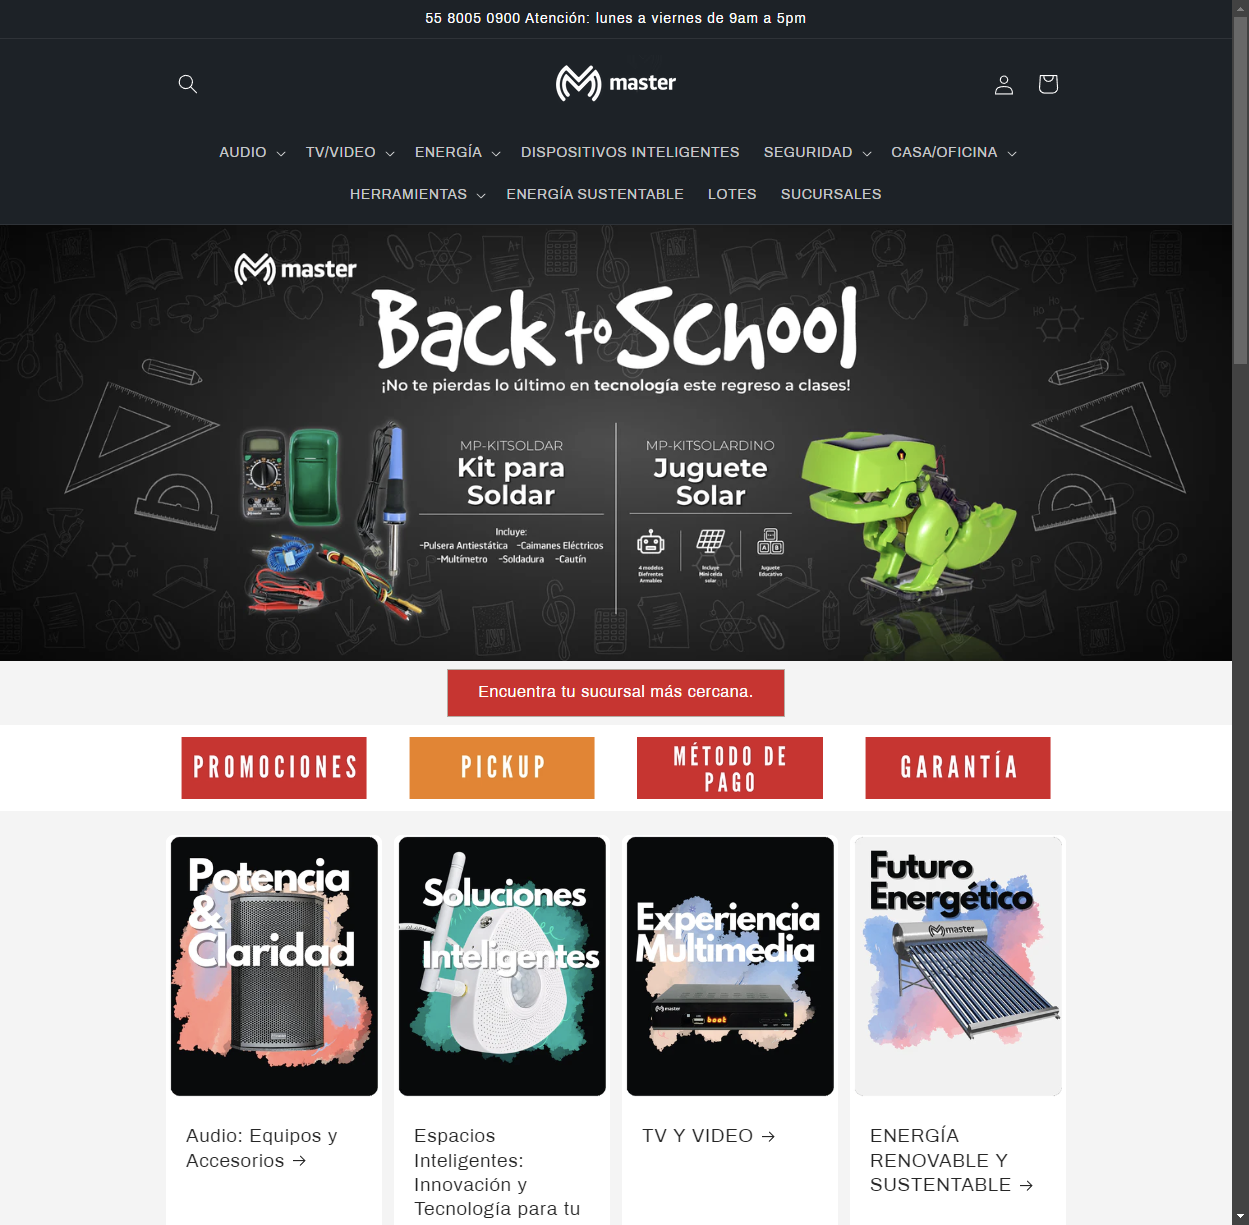 55 8005 0900 Atención: lunes a viernes de 9am a 5pm
master
AUDIO TV/VIDEO ENERGÍA DISPOSITIVOS INTELIGENTES SEGURIDAD CASA/OFICINA
HERRAMIENTAS ENERGÍA SUSTENTABLE LOTES SUCURSALES
master
Back to School
¡No te pierdas lo último en tecnología este regreso a clases!
MP-KITSOLDAR
Kit para
Soldar
Incluye:
-Pulsera Antiestática -Caimanes Eléctricos
-Multímetro -Soldadura -Cautín
MP-KITSOLARDINO
Juguete
Solar
4 modelos
Diefrentes
Armables
Incluye
Mini celda
solar
Juguete
Educativo
Encuentra tu sucursal más cercana.
PROMOCIONES
PICKUP
MÉTODO DE
PAGO
GARANTÍA
Potencia
&
Claridad
Soluciones
Inteligentes
Experiencia
Multimedia
master
boot
Futuro
Energético
master
Audio: Equipos y
Accesorios →
Espacios
Inteligentes:
Innovación y
Tecnología para tu
TV Y VIDEO →
ENERGÍA
RENOVABLE Y
SUSTENTABLE →